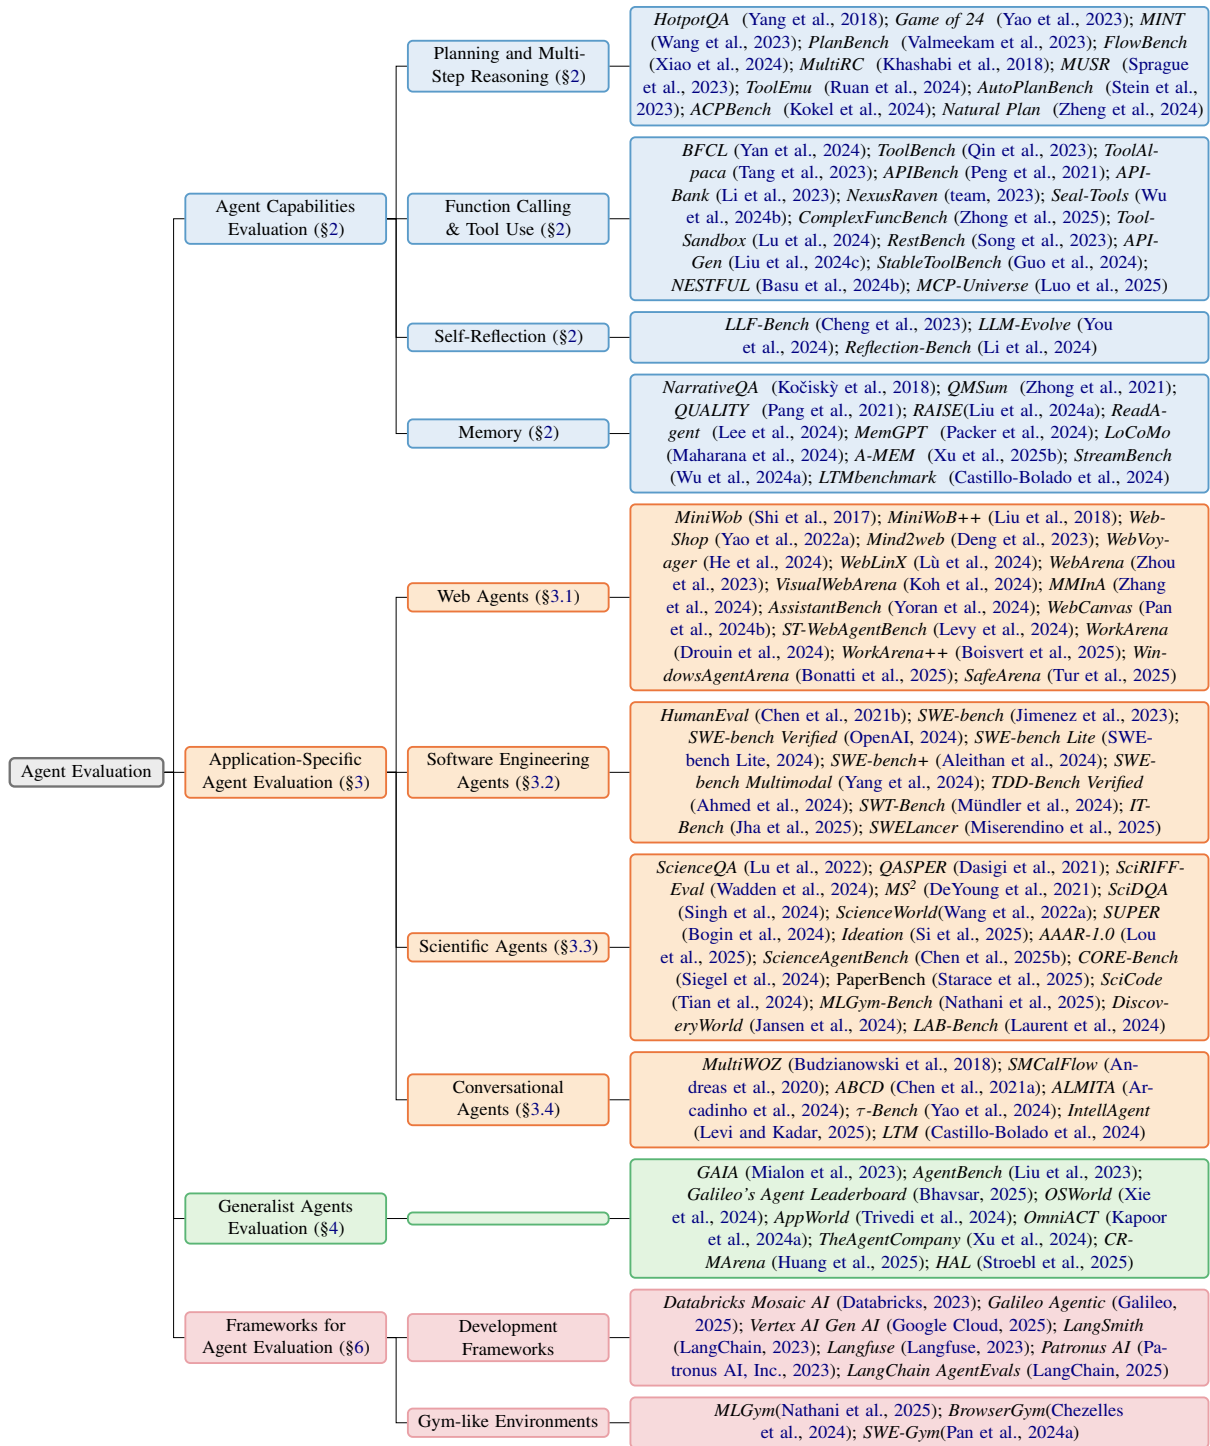 Agent Evaluation
Agent Capabilities
Evaluation (§2)
Planning and Multi-
Step Reasoning (§2)
HotpotQA (Yang et al., 2018); Game of 24 (Yao et al., 2023); MINT
(Wang et al., 2023); PlanBench (Valmeekam et al., 2023); FlowBench
(Xiao et al., 2024); MultiRC (Khashabi et al., 2018); MUSR (Sprague
et al., 2023); ToolEmu (Ruan et al., 2024); AutoPlanBench (Stein et al.,
2023); ACPBench (Kokel et al., 2024); Natural Plan (Zheng et al., 2024)
Function Calling
& Tool Use (§2)
BFCL (Yan et al., 2024); ToolBench (Qin et al., 2023); ToolAl-
paca (Tang et al., 2023); APIBench (Peng et al., 2021); API-
Bank (Li et al., 2023); NexusRaven (team, 2023); Seal-Tools (Wu
et al., 2024b); ComplexFuncBench (Zhong et al., 2025); Tool-
Sandbox (Lu et al., 2024); RestBench (Song et al., 2023); API-
Gen (Liu et al., 2024c); StableToolBench (Guo et al., 2024);
NESTFUL (Basu et al., 2024b); MCP-Universe (Luo et al., 2025)
Self-Reflection (§2)
LLF-Bench (Cheng et al., 2023); LLM-Evolve (You
et al., 2024); Reflection-Bench (Li et al., 2024)
Memory (§2)
NarrativeQA (Kočiskỳ et al., 2018); QMSum (Zhong et al., 2021);
QUALITY (Pang et al., 2021); RAISE(Liu et al., 2024a); ReadA-
gent (Lee et al., 2024); MemGPT (Packer et al., 2024); LoCoMo
(Maharana et al., 2024); A-MEM (Xu et al., 2025b); StreamBench
(Wu et al., 2024a); LTMbenchmark (Castillo-Bolado et al., 2024)
Application-Specific
Agent Evaluation (§3)
Web Agents (§3.1)
MiniWob (Shi et al., 2017); MiniWoB++ (Liu et al., 2018); Web-
Shop (Yao et al., 2022a); Mind2web (Deng et al., 2023); WebVoy-
ager (He et al., 2024); WebLinX (Lù et al., 2024); WebArena (Zhou
et al., 2023); VisualWebArena (Koh et al., 2024); MMInA (Zhang
et al., 2024); AssistantBench (Yoran et al., 2024); WebCanvas (Pan
et al., 2024b); ST-WebAgentBench (Levy et al., 2024); WorkArena
(Drouin et al., 2024); WorkArena++ (Boisvert et al., 2025); Win-
dowsAgentArena (Bonatti et al., 2025); SafeArena (Tur et al., 2025)
Software Engineering
Agents (§3.2)
HumanEval (Chen et al., 2021b); SWE-bench (Jimenez et al., 2023);
SWE-bench Verified (OpenAI, 2024); SWE-bench Lite (SWE-
bench Lite, 2024); SWE-bench+ (Aleithan et al., 2024); SWE-
bench Multimodal (Yang et al., 2024); TDD-Bench Verified
(Ahmed et al., 2024); SWT-Bench (Mündler et al., 2024); IT-
Bench (Jha et al., 2025); SWELancer (Miserendino et al., 2025)
Scientific Agents (§3.3)
ScienceQA (Lu et al., 2022); QASPER (Dasigi et al., 2021); SciRIFF-
Eval (Wadden et al., 2024); MS² (DeYoung et al., 2021); SciDQA
(Singh et al., 2024); ScienceWorld(Wang et al., 2022a); SUPER
(Bogin et al., 2024); Ideation (Si et al., 2025); AAAR-1.0 (Lou
et al., 2025); ScienceAgentBench (Chen et al., 2025b); CORE-Bench
(Siegel et al., 2024); PaperBench (Starace et al., 2025); SciCode
(Tian et al., 2024); MLGym-Bench (Nathani et al., 2025); Discov-
eryWorld (Jansen et al., 2024); LAB-Bench (Laurent et al., 2024)
Conversational
Agents (§3.4)
MultiWOZ (Budzianowski et al., 2018); SMCalFlow (An-
dreas et al., 2020); ABCD (Chen et al., 2021a); ALMITA (Ar-
cadinho et al., 2024); τ-Bench (Yao et al., 2024); IntellAgent
(Levi and Kadar, 2025); LTM (Castillo-Bolado et al., 2024)
Generalist Agents
Evaluation (§4)
GAIA (Mialon et al., 2023); AgentBench (Liu et al., 2023);
Galileo's Agent Leaderboard (Bhavsar, 2025); OSWorld (Xie
et al., 2024); AppWorld (Trivedi et al., 2024); OmniACT (Kapoor
et al., 2024a); TheAgentCompany (Xu et al., 2024); CR-
MArena (Huang et al., 2025); HAL (Stroebl et al., 2025)
Frameworks for
Agent Evaluation (§6)
Development
Frameworks
Databricks Mosaic AI (Databricks, 2023); Galileo Agentic (Galileo,
2025); Vertex AI Gen AI (Google Cloud, 2025); LangSmith
(LangChain, 2023); Langfuse (Langfuse, 2023); Patronus AI (Pa-
tronus AI, Inc., 2023); LangChain AgentEvals (LangChain, 2025)
Gym-like Environments
MLGym(Nathani et al., 2025); BrowserGym(Chezelles
et al., 2024); SWE-Gym(Pan et al., 2024a)